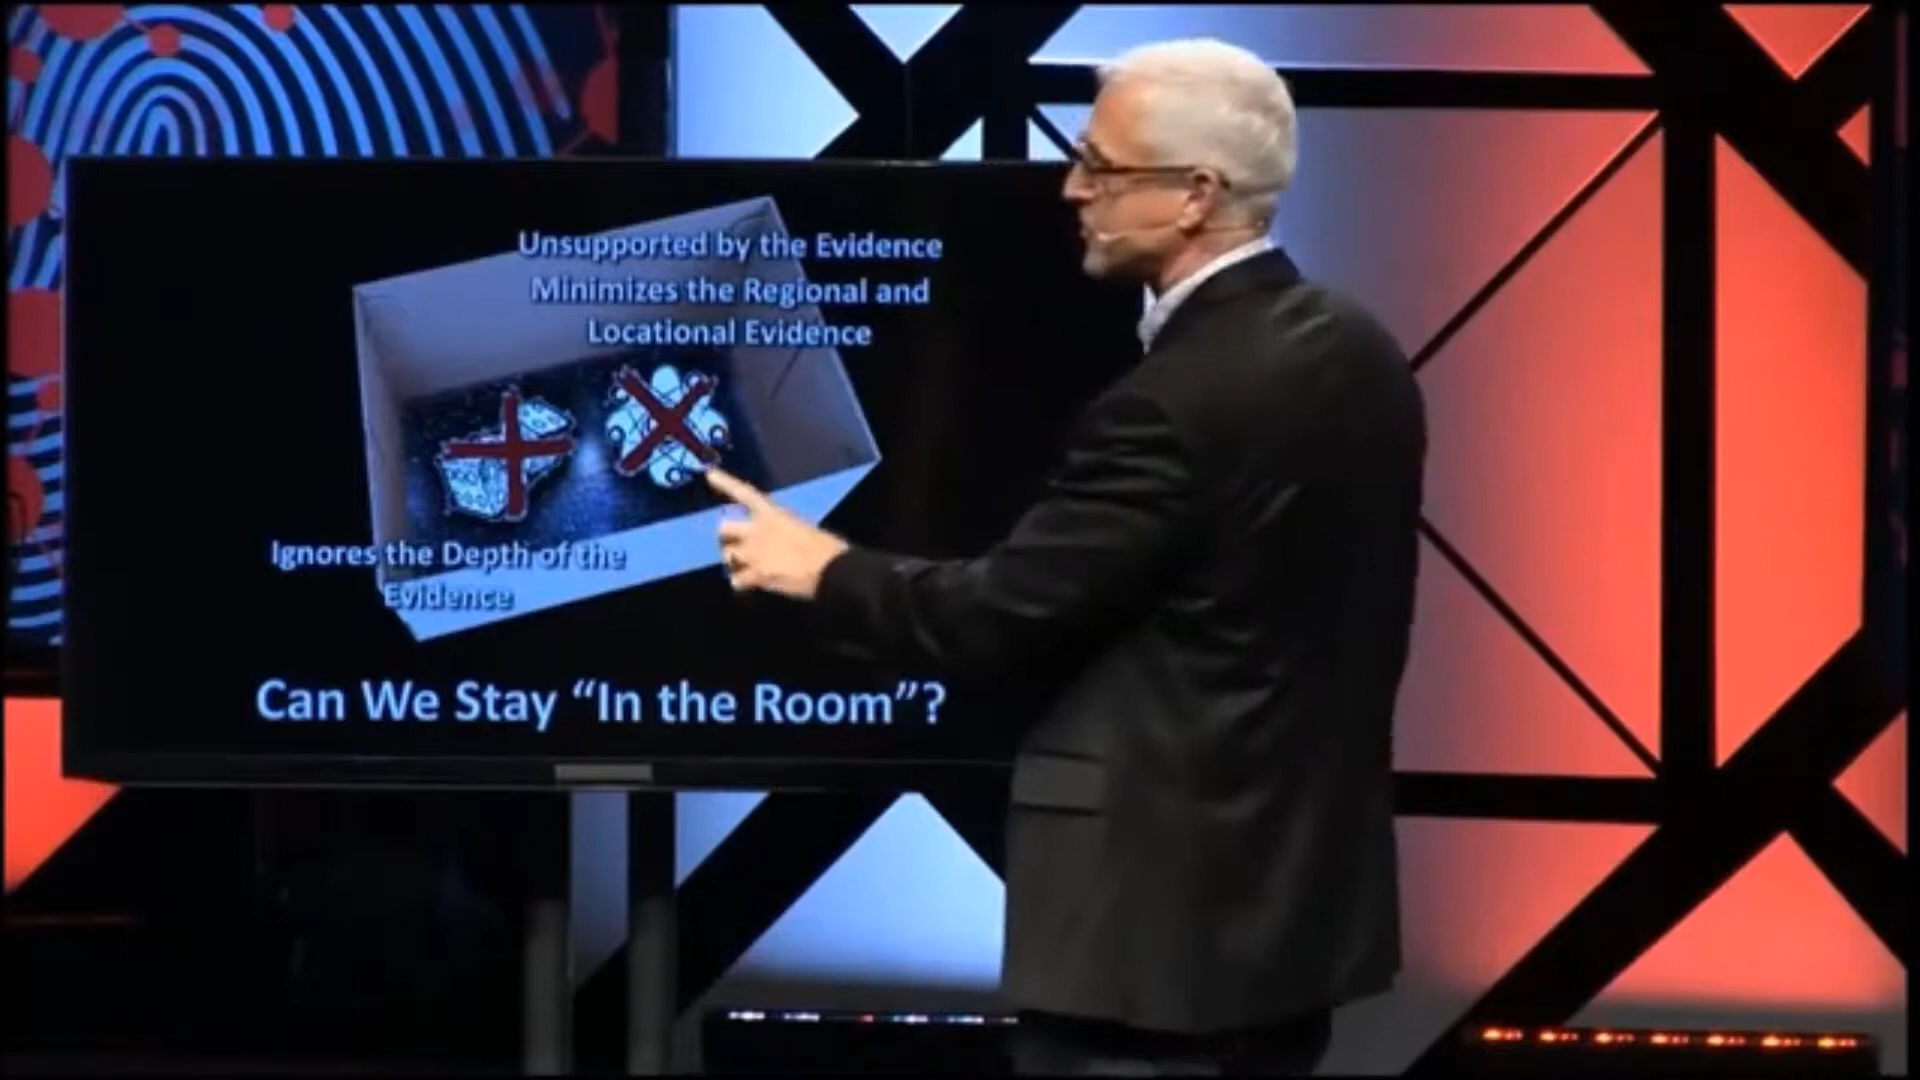 Unsupported by the Evidence
Minimizes the Regional and
Locational Evidence
Ignores the Depth of the
Evidence
Can We Stay “In the Room”?